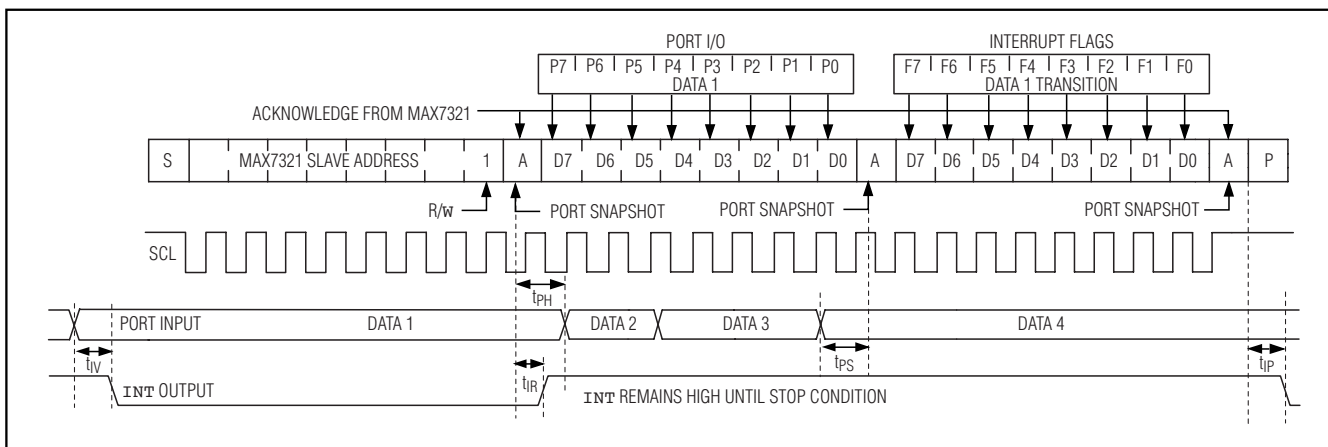 PORT I/O INTERRUPT FLAGS
P7 P6 P5 P4 P3 P2 P1 P0 F7 F6 F5 F4 F3 F2 F1 F0
DATA 1 DATA 1 TRANSITION
ACKNOWLEDGE FROM MAX7321
S MAX7321 SLAVE ADDRESS 1 A D7 D6 D5 D4 D3 D2 D1 D0 A D7 D6 D5 D4 D3 D2 D1 D0 A P
R/W PORT SNAPSHOT PORT SNAPSHOT PORT SNAPSHOT
SCL
tPH
PORT INPUT DATA 1 DATA 2 DATA 3 DATA 4
tIV tIR tPS tIP
INT OUTPUT INT REMAINS HIGH UNTIL STOP CONDITION